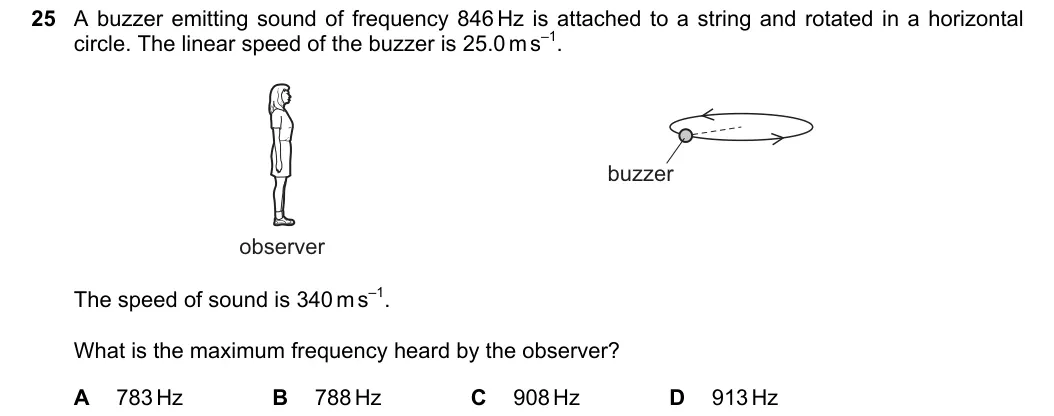 25 A buzzer emitting sound of frequency 846 Hz is attached to a string and rotated in a horizontal
circle. The linear speed of the buzzer is 25.0 m s⁻¹.
buzzer
observer
The speed of sound is 340 m s⁻¹.
What is the maximum frequency heard by the observer?
A 783 Hz B 788 Hz C 908 Hz D 913 Hz